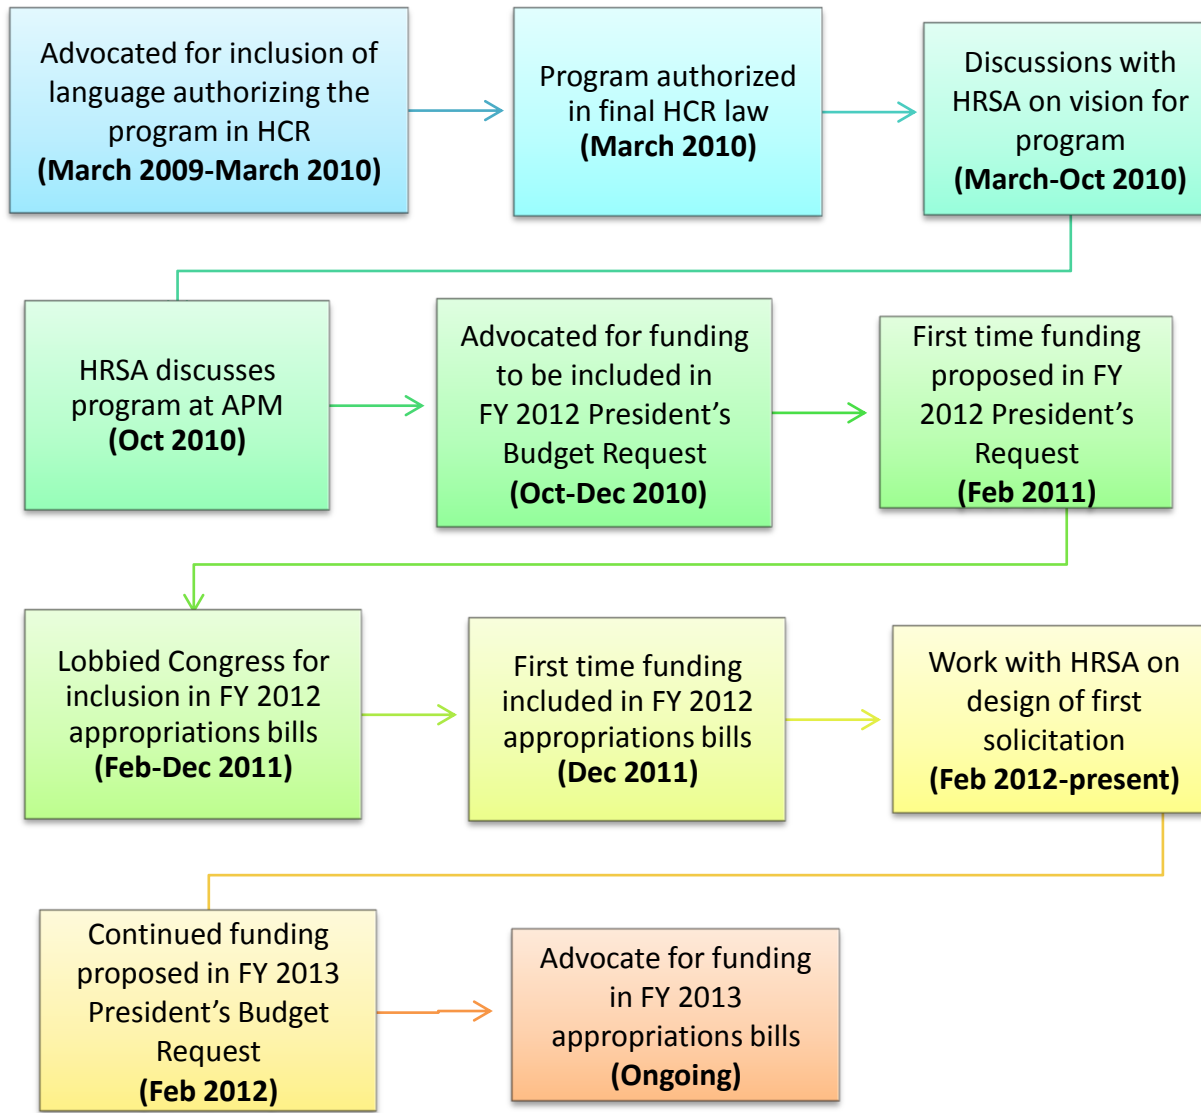 Advocated for inclusion of
language authorizing the
program in HCR
(March 2009-March 2010)
Program authorized
in final HCR law
(March 2010)
Discussions with
HRSA on vision for
program
(March-Oct 2010)
HRSA discusses
program at APM
(Oct 2010)
Advocated for funding
to be included in
FY 2012 President’s
Budget Request
(Oct-Dec 2010)
First time funding
proposed in FY
2012 President’s
Request
(Feb 2011)
Lobbied Congress for
inclusion in FY 2012
appropriations bills
(Feb-Dec 2011)
First time funding
included in FY 2012
appropriations bills
(Dec 2011)
Work with HRSA on
design of first
solicitation
(Feb 2012-present)
Continued funding
proposed in FY 2013
President’s Budget
Request
(Feb 2012)
Advocate for funding
in FY 2013
appropriations bills
(Ongoing)